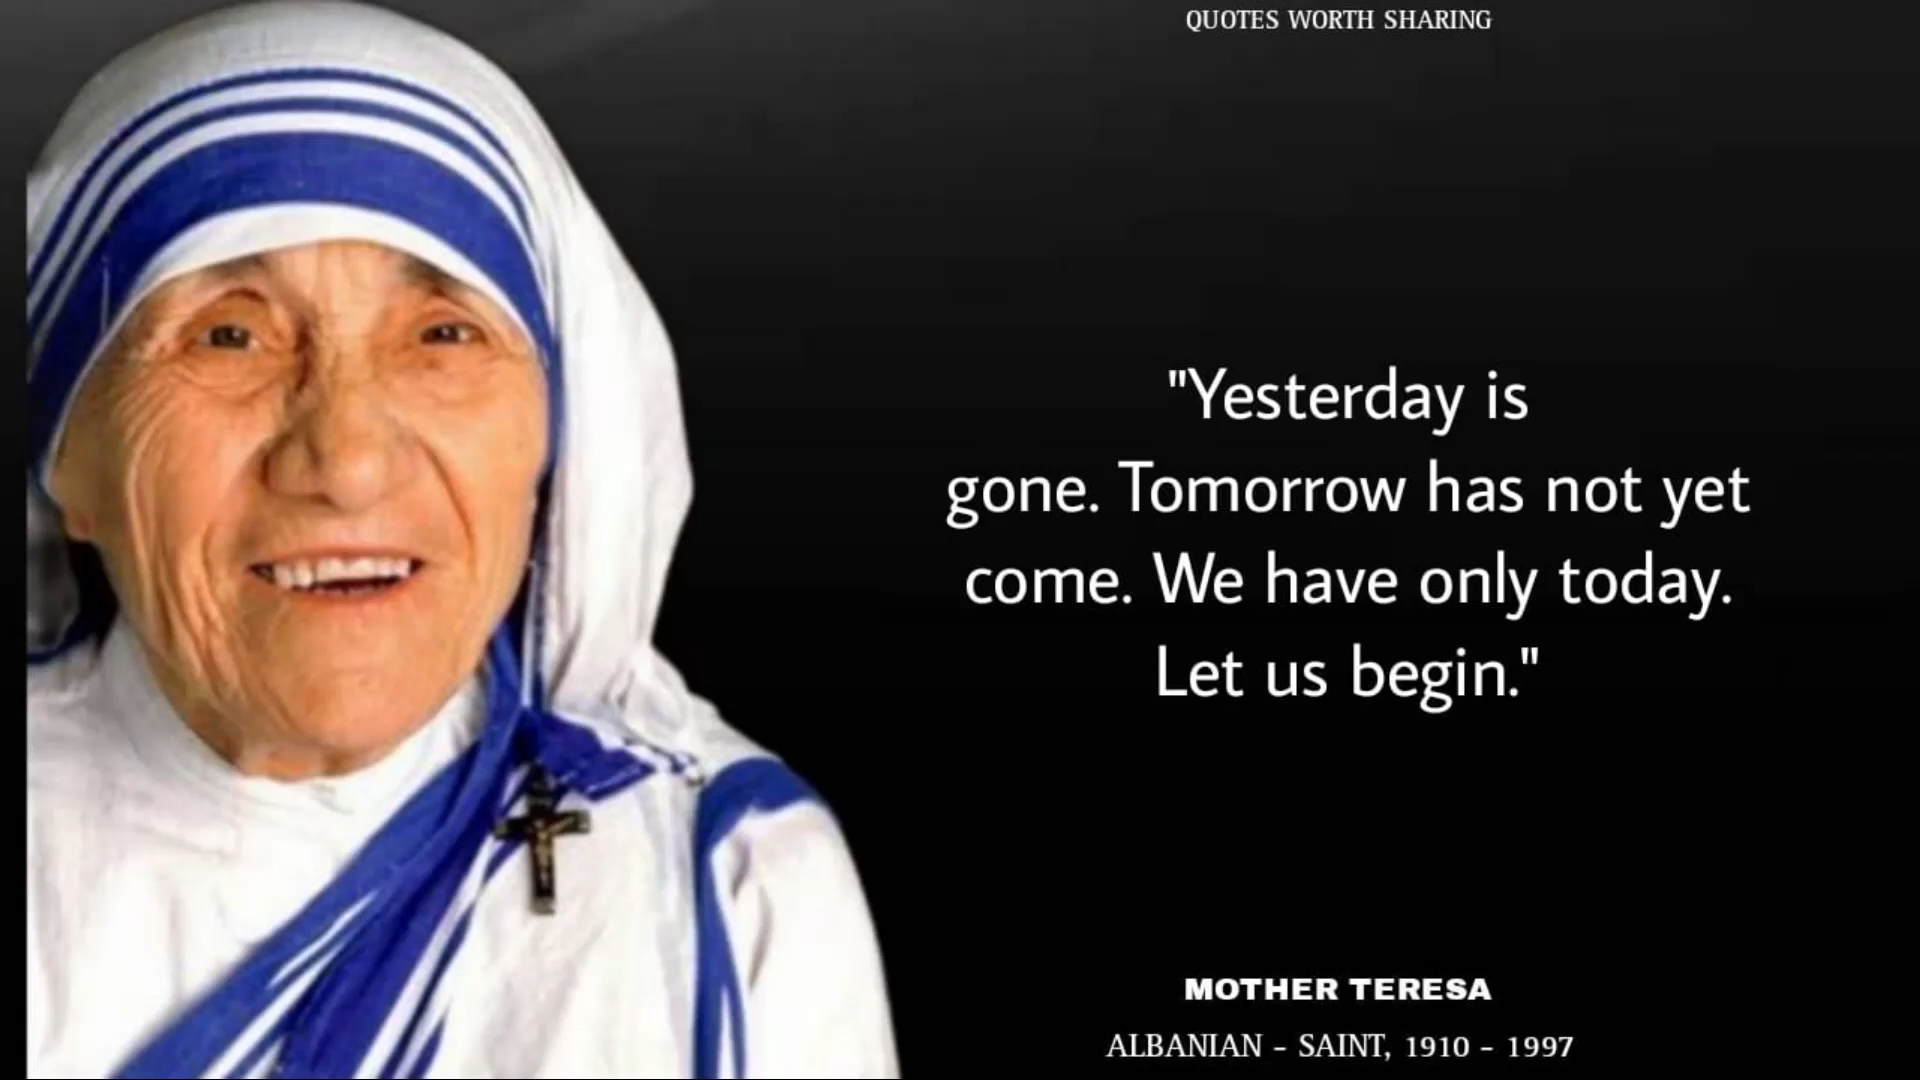 QUOTES WORTH SHARING
"Yesterday is
gone. Tomorrow has not yet
come. We have only today.
Let us begin."
MOTHER TERESA
ALBANIAN - SAINT, 1910 - 1997